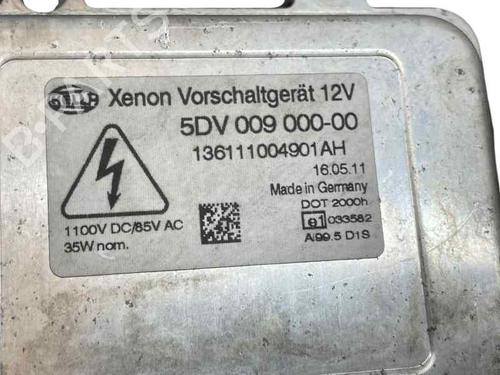 HELLA Xenon Vorschaltgerät 12V
5DV 009 000-00
136111004901AH
16.05.11
Made in Germany
DOT 2000h
e1 033582
AI99.5 D1S
1100V DC/85V AC
35W nom.